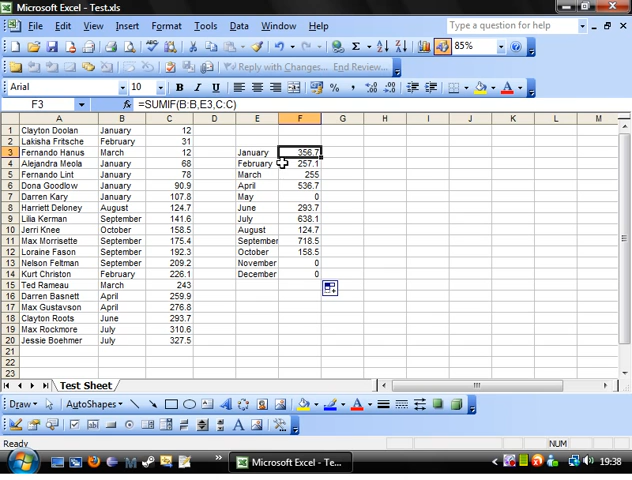 Microsoft Excel - Test.xls
File Edit View Insert Format Tools Data Window Help
Type a question for help
85%
Reply with Changes... End Review...
Arial 10 B I U
F3 fx =SUMIF(B:B,E3,C:C)
A B C D E F G H I J K L M
1 Clayton Doolan January 12
2 Lakisha Fritsche February 31
3 Fernando Hanus March 12 January 356.7
4 Alejandra Meola January 68 February 257.1
5 Fernando Lint January 78 March 255
6 Dona Goodlow January 90.9 April 536.7
7 Darren Kary January 107.8 May 0
8 Harriett Deloney August 124.7 June 293.7
9 Lilia Kerman September 141.6 July 638.1
10 Jerri Knee October 158.5 August 124.7
11 Max Morrisette September 175.4 September 718.5
12 Loraine Fason September 192.3 October 158.5
13 Nelson Feltman September 209.2 November 0
14 Kurt Christon February 226.1 December 0
15 Ted Rameau March 243
16 Darren Basnett April 259.9
17 Max Gustavson April 276.8
18 Clayton Roots June 293.7
19 Max Rockmore July 310.6
20 Jessie Boehmer July 327.5
21
22
23
Test Sheet
Draw AutoShapes
Ready NUM
Microsoft Excel - Te... 19:38